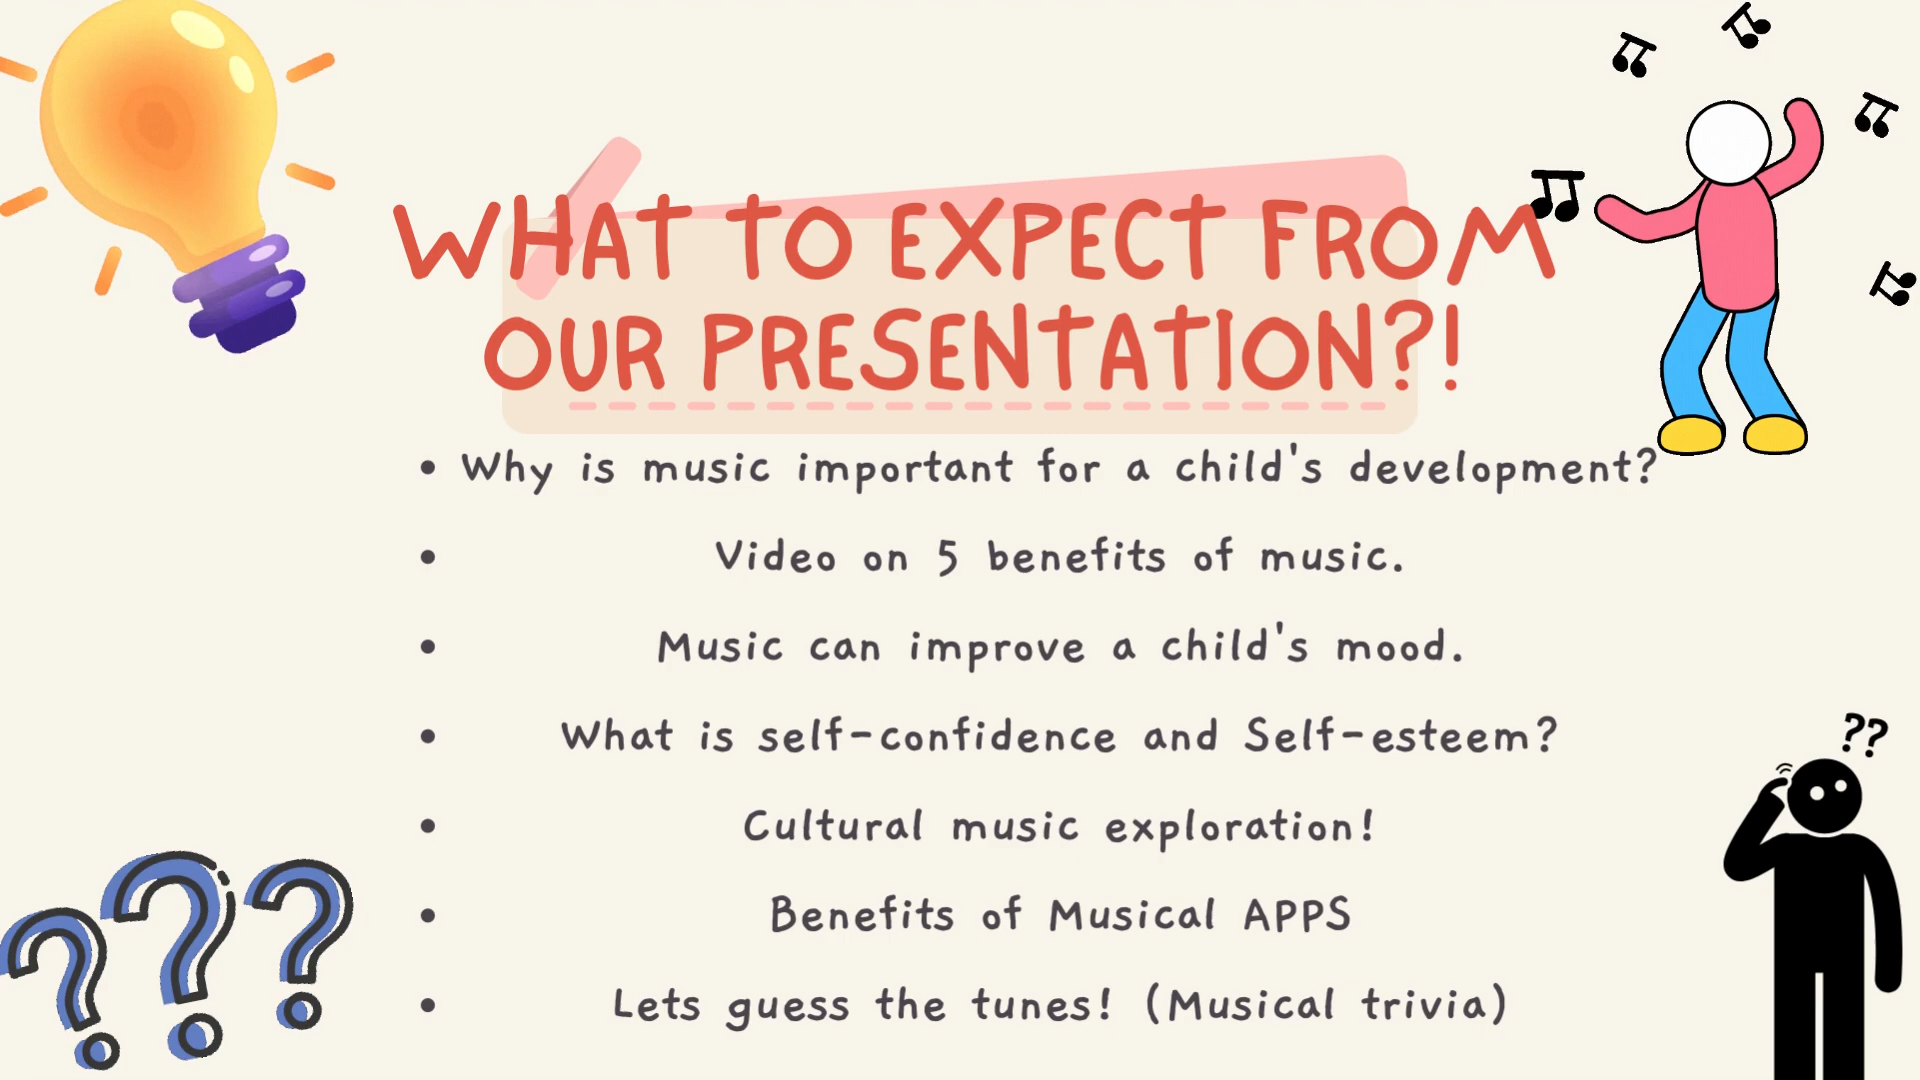 WHAT TO EXPECT FROM
OUR PRESENTATION?!
• Why is music important for a child's development?
• Video on 5 benefits of music.
• Music can improve a child's mood.
• What is self-confidence and Self-esteem?
• Cultural music exploration!
• Benefits of Musical APPS
• Lets guess the tunes! (Musical trivia)
??
???